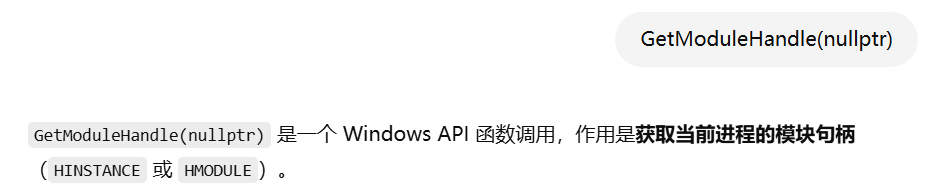 GetModuleHandle(nullptr)
GetModuleHandle(nullptr) 是一个 Windows API 函数调用，作用是获取当前进程的模块句柄
（HINSTANCE 或 HMODULE）。